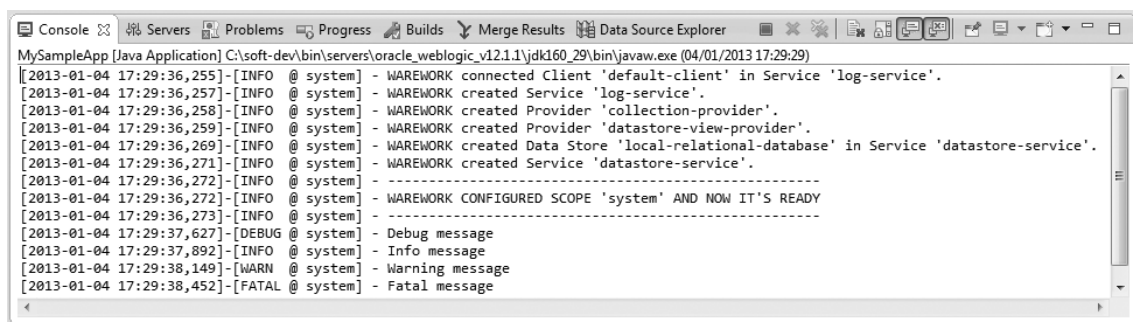 Console Servers Problems Progress Builds Merge Results Data Source Explorer
MySampleApp [Java Application] C:\soft-dev\bin\servers\oracle_weblogic_v12.1.1\jdk160_29\bin\javaw.exe (04/01/2013 17:29:29)
[2013-01-04 17:29:36,255]-[INFO  @ system] - WAREWORK connected Client 'default-client' in Service 'log-service'.
[2013-01-04 17:29:36,257]-[INFO  @ system] - WAREWORK created Service 'log-service'.
[2013-01-04 17:29:36,258]-[INFO  @ system] - WAREWORK created Provider 'collection-provider'.
[2013-01-04 17:29:36,259]-[INFO  @ system] - WAREWORK created Provider 'datastore-view-provider'.
[2013-01-04 17:29:36,269]-[INFO  @ system] - WAREWORK created Data Store 'local-relational-database' in Service 'datastore-service'.
[2013-01-04 17:29:36,271]-[INFO  @ system] - WAREWORK created Service 'datastore-service'.
[2013-01-04 17:29:36,272]-[INFO  @ system] - ----------------------------------------------------
[2013-01-04 17:29:36,272]-[INFO  @ system] - WAREWORK CONFIGURED SCOPE 'system' AND NOW IT'S READY
[2013-01-04 17:29:36,273]-[INFO  @ system] - ----------------------------------------------------
[2013-01-04 17:29:37,627]-[DEBUG @ system] - Debug message
[2013-01-04 17:29:37,892]-[INFO  @ system] - Info message
[2013-01-04 17:29:38,149]-[WARN  @ system] - Warning message
[2013-01-04 17:29:38,452]-[FATAL @ system] - Fatal message